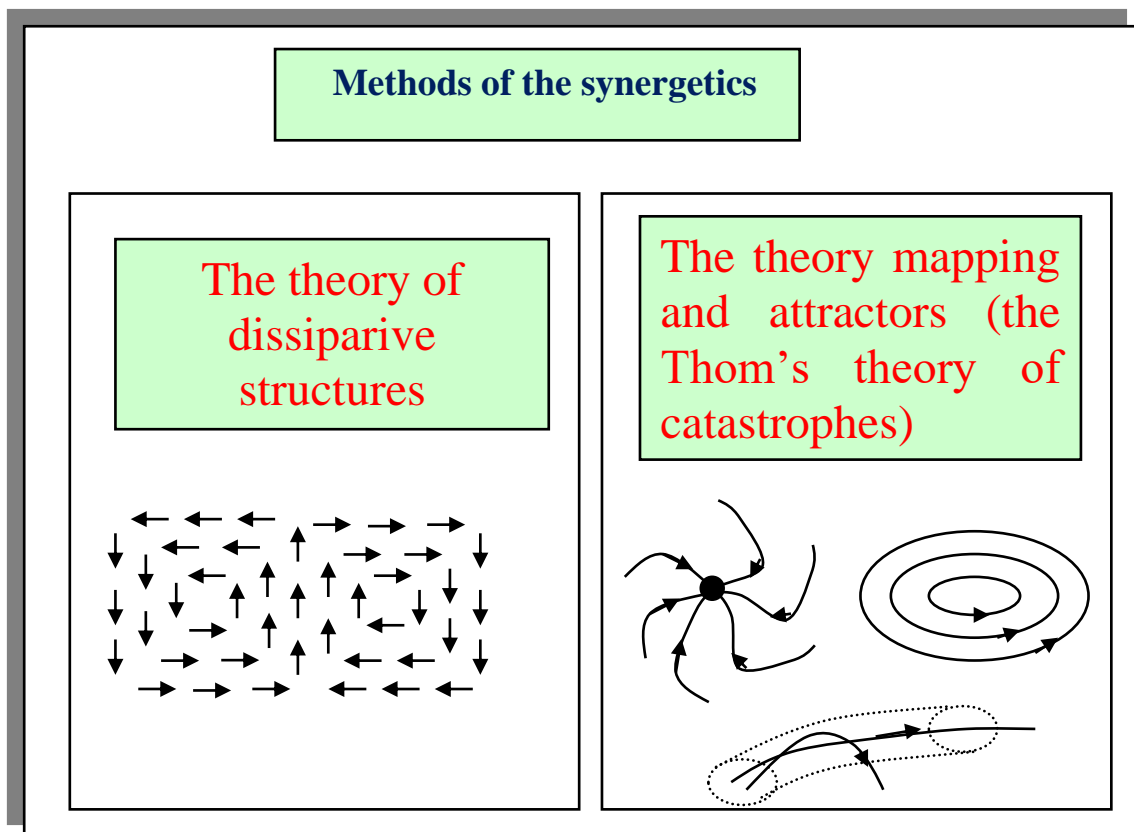 Methods of the synergetics
The theory of
dissiparive
structures
The theory mapping
and attractors (the
Thom’s theory of
catastrophes)